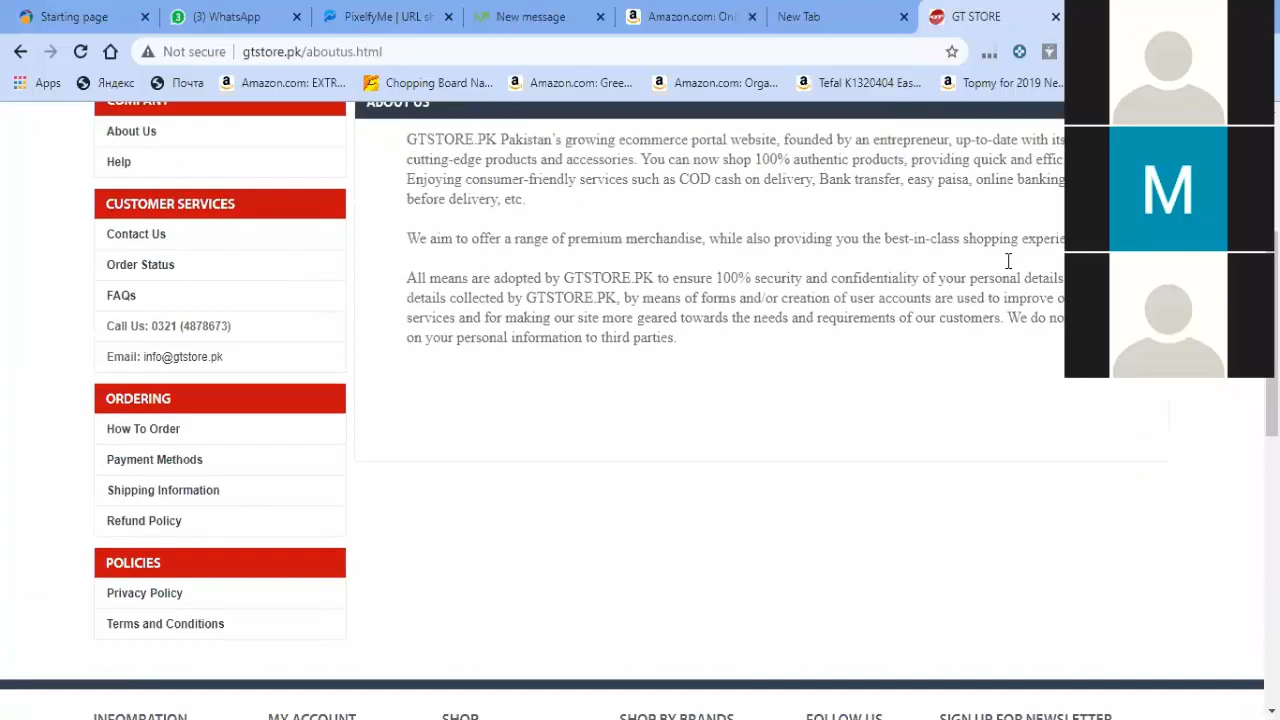 Starting page
(3) WhatsApp
PixelfyMe | URL sh
New message
Amazon.com: Onl
New Tab
GT STORE
Not secure
gtstore.pk/aboutus.html
Apps
Яндекс
Почта
Amazon.com: EXTR...
Chopping Board Na...
Amazon.com: Gree...
Amazon.com: Orga...
Tefal K1320404 Eas...
Topmy for 2019 Ne...
COMPANY
About Us
Help
CUSTOMER SERVICES
Contact Us
Order Status
FAQs
Call Us: 0321 (4878673)
Email: info@gtstore.pk
ORDERING
How To Order
Payment Methods
Shipping Information
Refund Policy
POLICIES
Privacy Policy
Terms and Conditions
ABOUT US
GTSTORE.PK Pakistan's growing ecommerce portal website, founded by an entrepreneur, up-to-date with its
cutting-edge products and accessories. You can now shop 100% authentic products, providing quick and effic
Enjoying consumer-friendly services such as COD cash on delivery, Bank transfer, easy paisa, online banking
before delivery, etc.
We aim to offer a range of premium merchandise, while also providing you the best-in-class shopping experie
All means are adopted by GTSTORE.PK to ensure 100% security and confidentiality of your personal details
details collected by GTSTORE.PK, by means of forms and/or creation of user accounts are used to improve o
services and for making our site more geared towards the needs and requirements of our customers. We do no
on your personal information to third parties.
M
INFOMRATION
MY ACCOUNT
SHOP
SHOP BY BRANDS
FOLLOW US
SIGN UP FOR NEWSLETTER